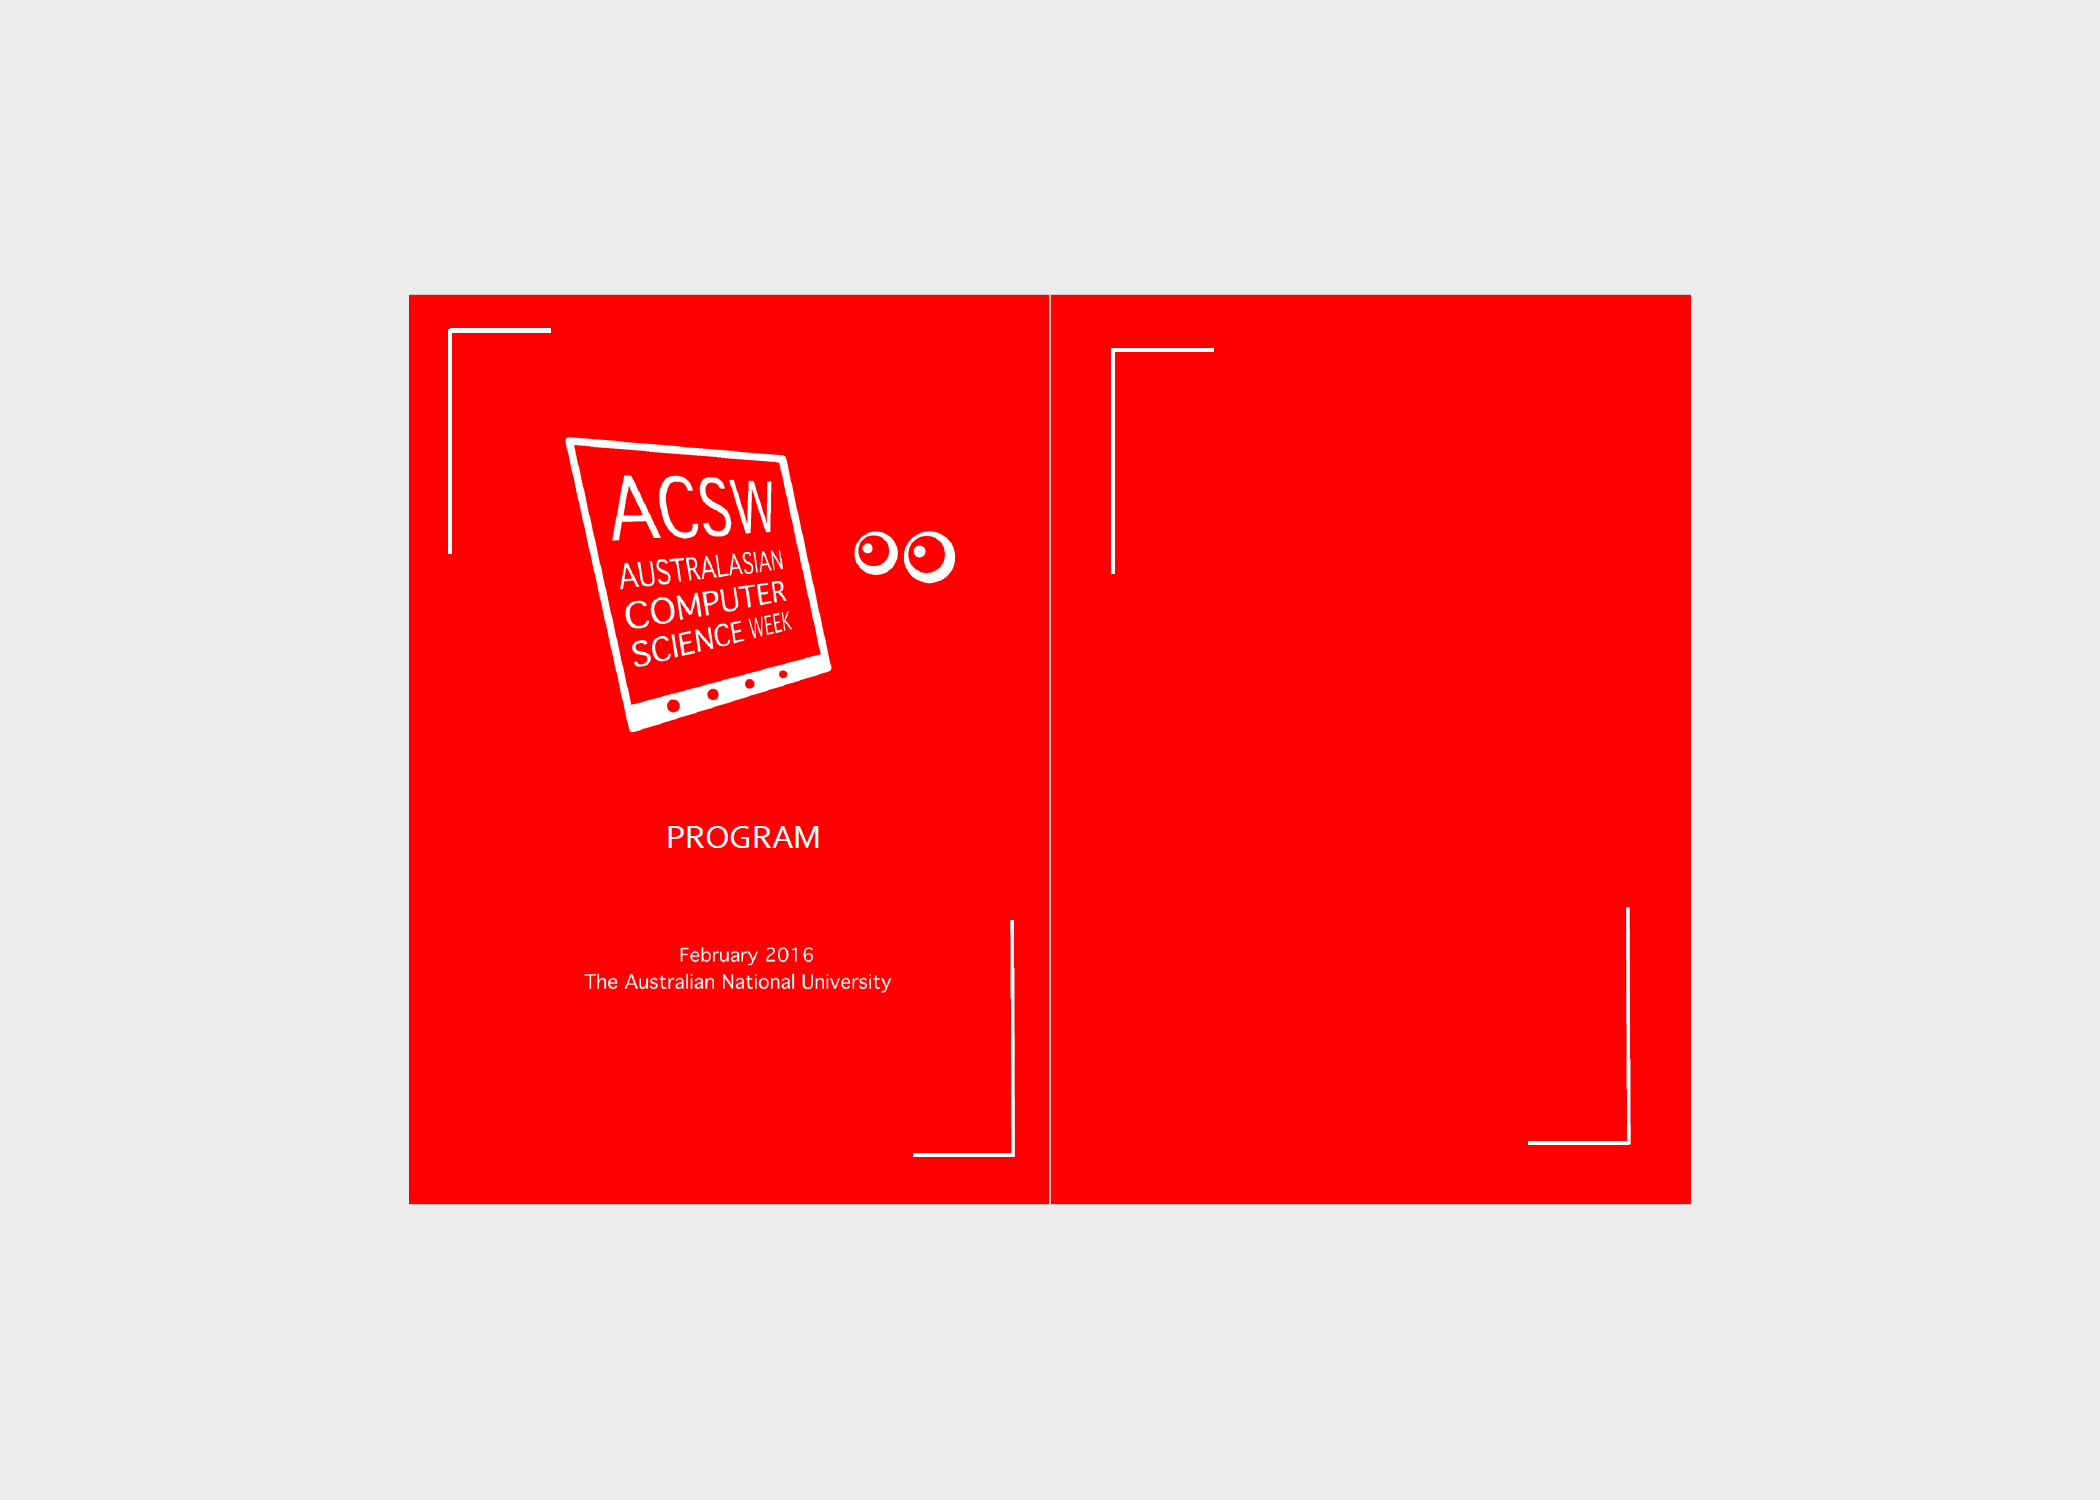 ACSW
AUSTRALASIAN
COMPUTER
SCIENCE WEEK
PROGRAM
February 2016
The Australian National University